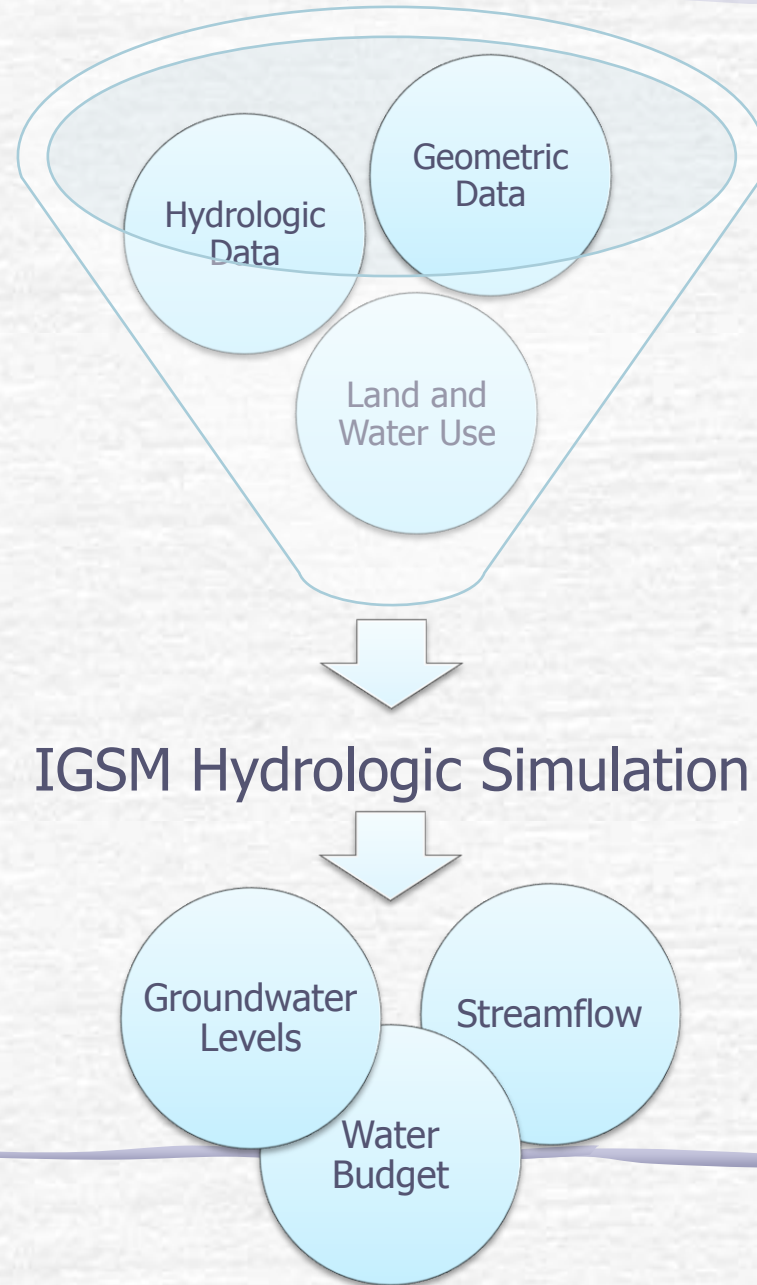 Geometric
Data
Hydrologic
Data
Land and
Water Use
IGSM Hydrologic Simulation
Groundwater
Levels
Streamflow
Water
Budget